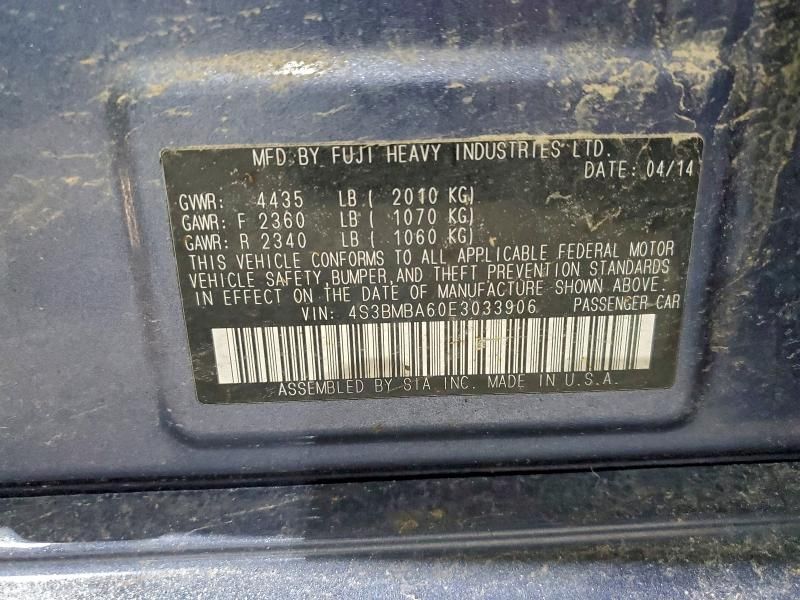 MFD.BY FUJI HEAVY INDUSTRIES LTD.
DATE: 04/14
GVWR: 4435 LB ( 2010 KG)
GAWR: F 2360 LB ( 1070 KG)
GAWR: R 2340 LB ( 1060 KG)
THIS VEHICLE CONFORMS TO ALL APPLICABLE FEDERAL MOTOR
VEHICLE SAFETY,BUMPER,AND THEFT PREVENTION STANDARDS
IN EFFECT ON THE DATE OF MANUFACTURE SHOWN ABOVE.
VIN: 4S3BMBA60E3033906 PASSENGER CAR
ASSEMBLED BY SIA INC. MADE IN U.S.A.